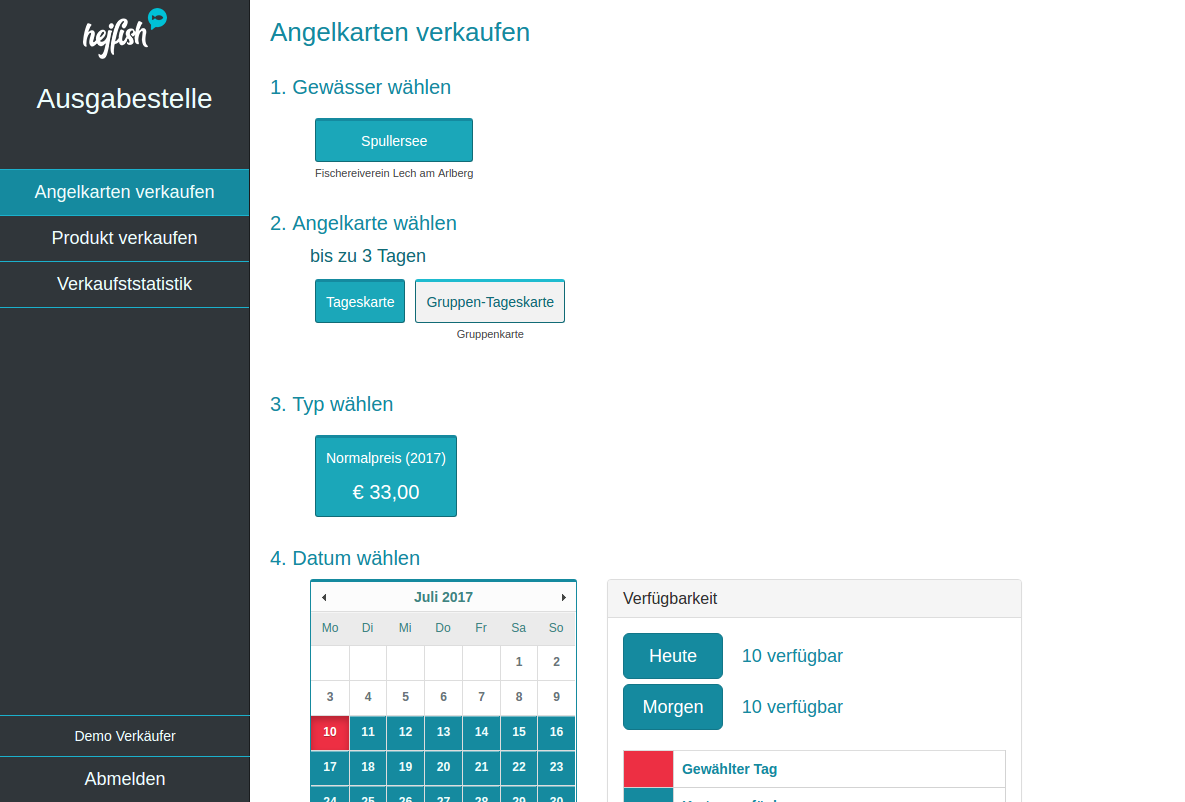 hejfish
Ausgabestelle
Angelkarten verkaufen
Produkt verkaufen
Verkaufststatistik
Demo Verkäufer
Abmelden
Angelkarten verkaufen
1. Gewässer wählen
Spullersee
Fischereiverein Lech am Arlberg
2. Angelkarte wählen
bis zu 3 Tagen
Tageskarte Gruppen-Tageskarte
Gruppenkarte
3. Typ wählen
Normalpreis (2017)
€ 33,00
4. Datum wählen
Juli 2017
Mo Di Mi Do Fr Sa So
1 2
3 4 5 6 7 8 9
10 11 12 13 14 15 16
17 18 19 20 21 22 23
24 25 26 27 28 29 30
Verfügbarkeit
Heute 10 verfügbar
Morgen 10 verfügbar
Gewählter Tag